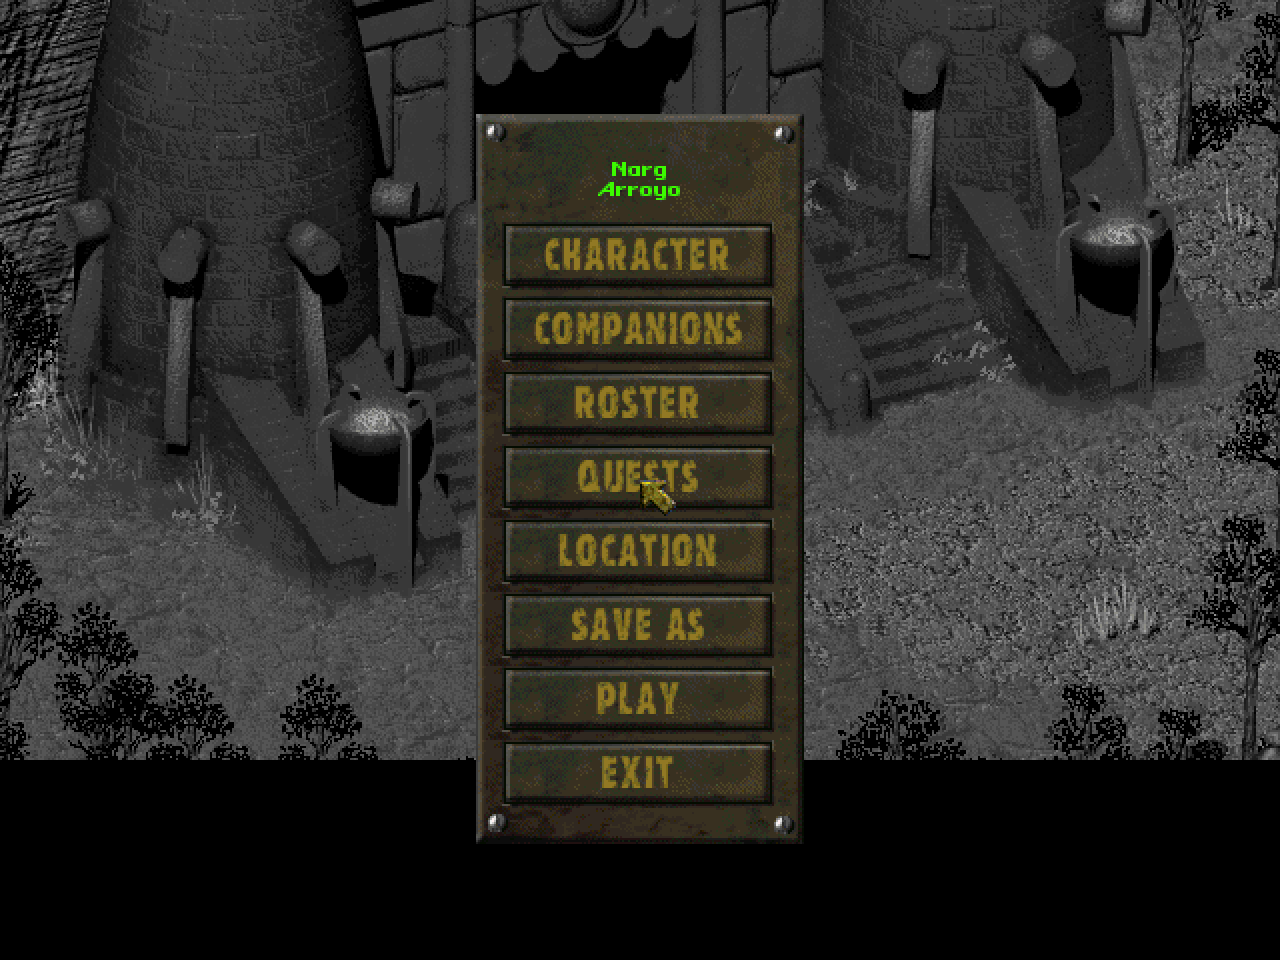 Narg
Arroyo
CHARACTER
COMPANIONS
ROSTER
QUESTS
LOCATION
SAVE AS
PLAY
EXIT